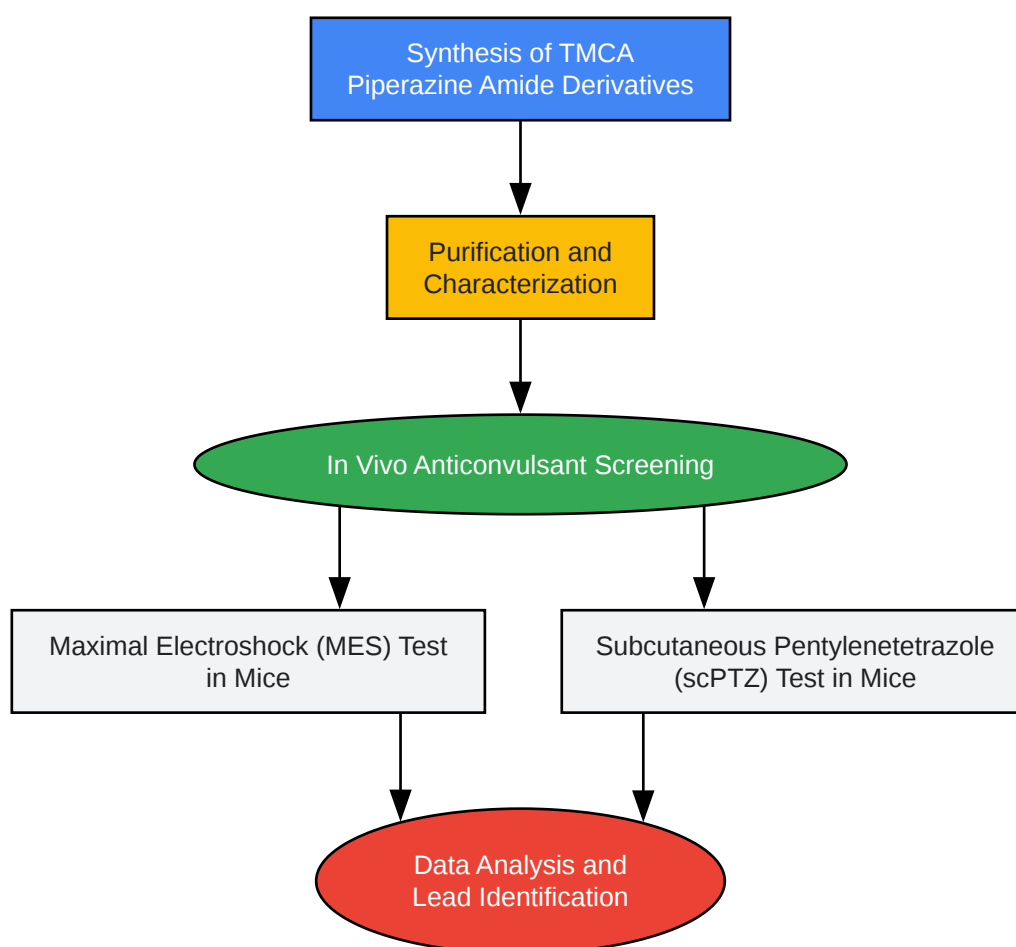 Synthesis of TMCA
Piperazine Amide Derivatives
Purification and
Characterization
In Vivo Anticonvulsant Screening
Maximal Electroshock (MES) Test
in Mice
Subcutaneous Pentylenetetrazole
(scPTZ) Test in Mice
Data Analysis and
Lead Identification